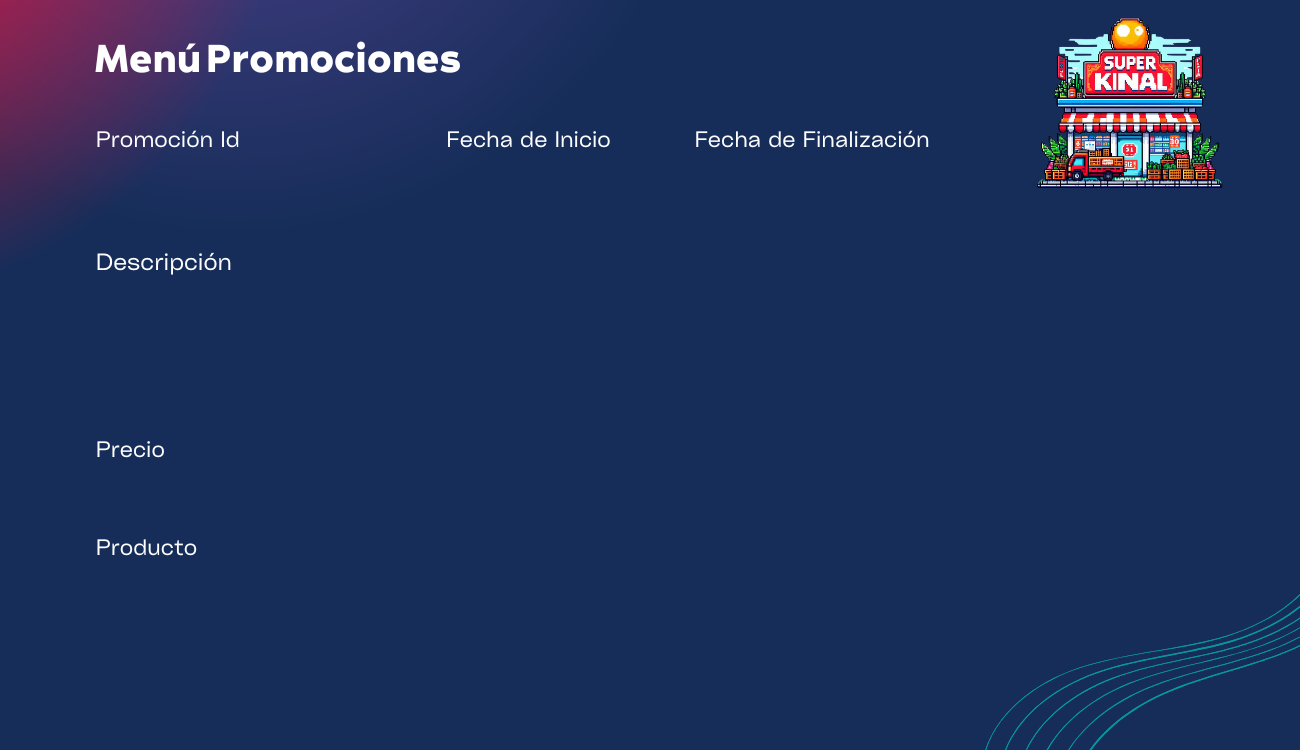 Menú Promociones
SUPER
KINAL
Promoción Id
Fecha de Inicio
Fecha de Finalización
Descripción
Precio
Producto